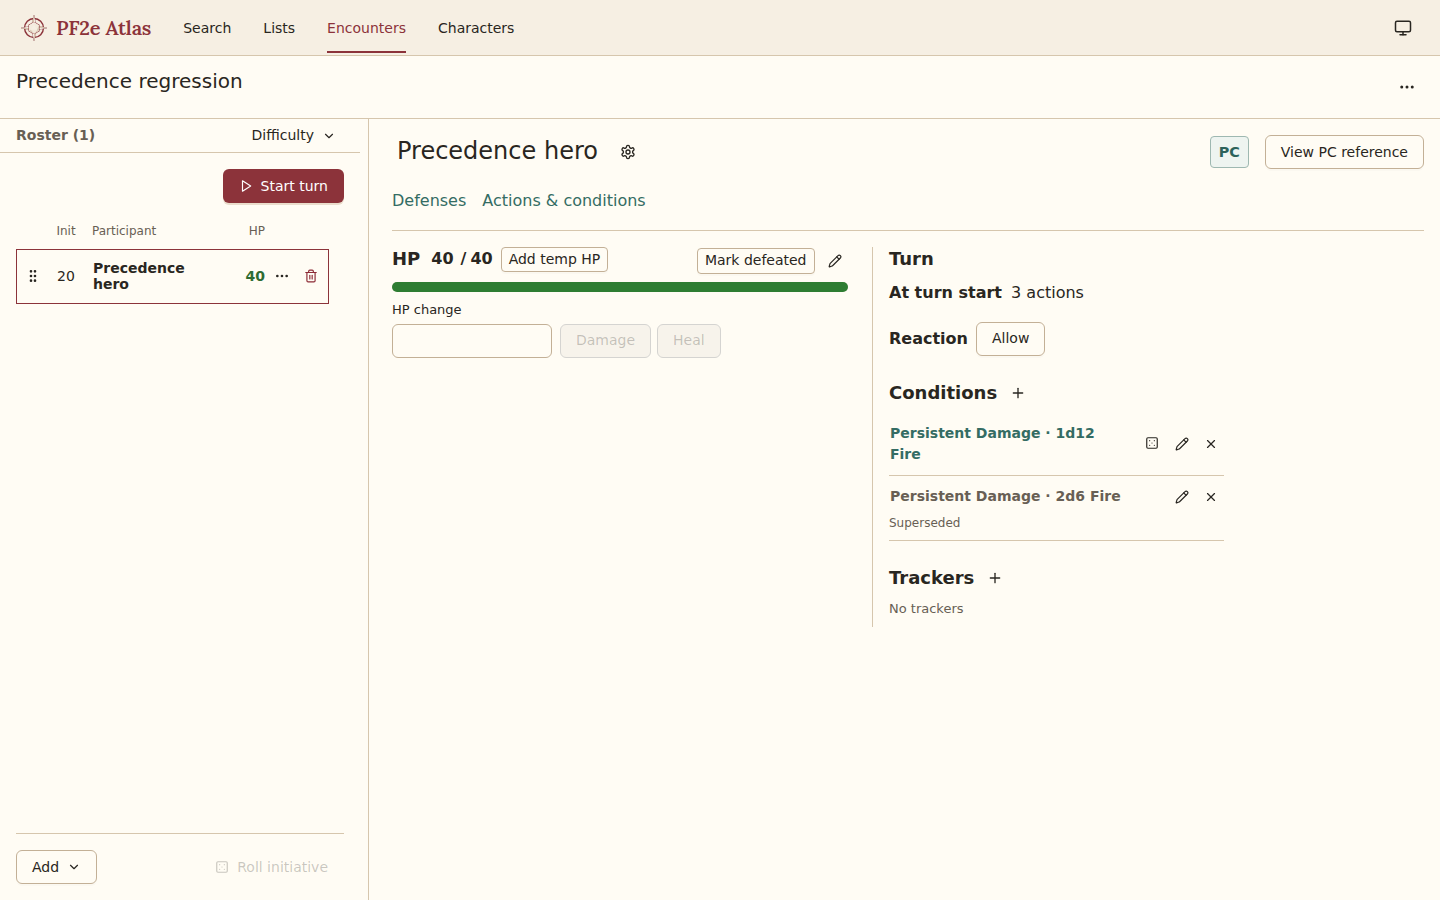 PF2e Atlas
Search
Lists
Encounters
Characters
Precedence regression
Roster (1)
Difficulty
Start turn
Init
Participant
HP
20
Precedence
hero
40
Add
Roll initiative
Precedence hero
PC
View PC reference
Defenses
Actions & conditions
HP 40 / 40
Add temp HP
Mark defeated
HP change
Damage
Heal
Turn
At turn start 3 actions
Reaction
Allow
Conditions
Persistent Damage · 1d12
Fire
Persistent Damage · 2d6 Fire
Superseded
Trackers
No trackers